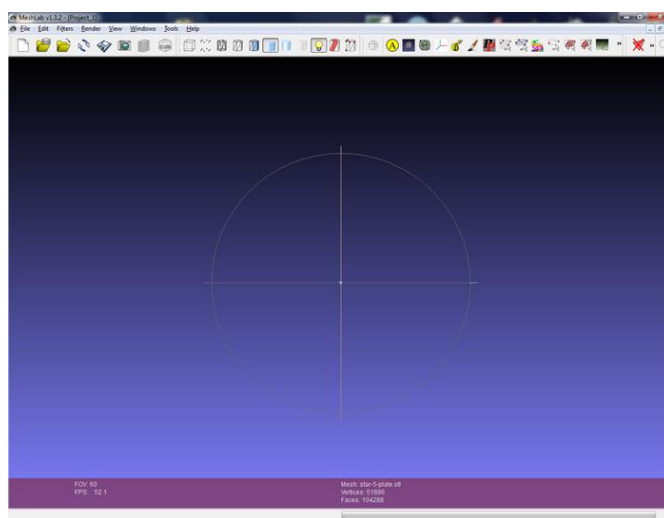 MeshLab v1.3.2 - [Project_1]
File Edit Filters Render View Windows Tools Help
A
FOV: 60
FPS: 52.1
Mesh: star-5-plate.stl
Vertices: 51886
Faces: 104288